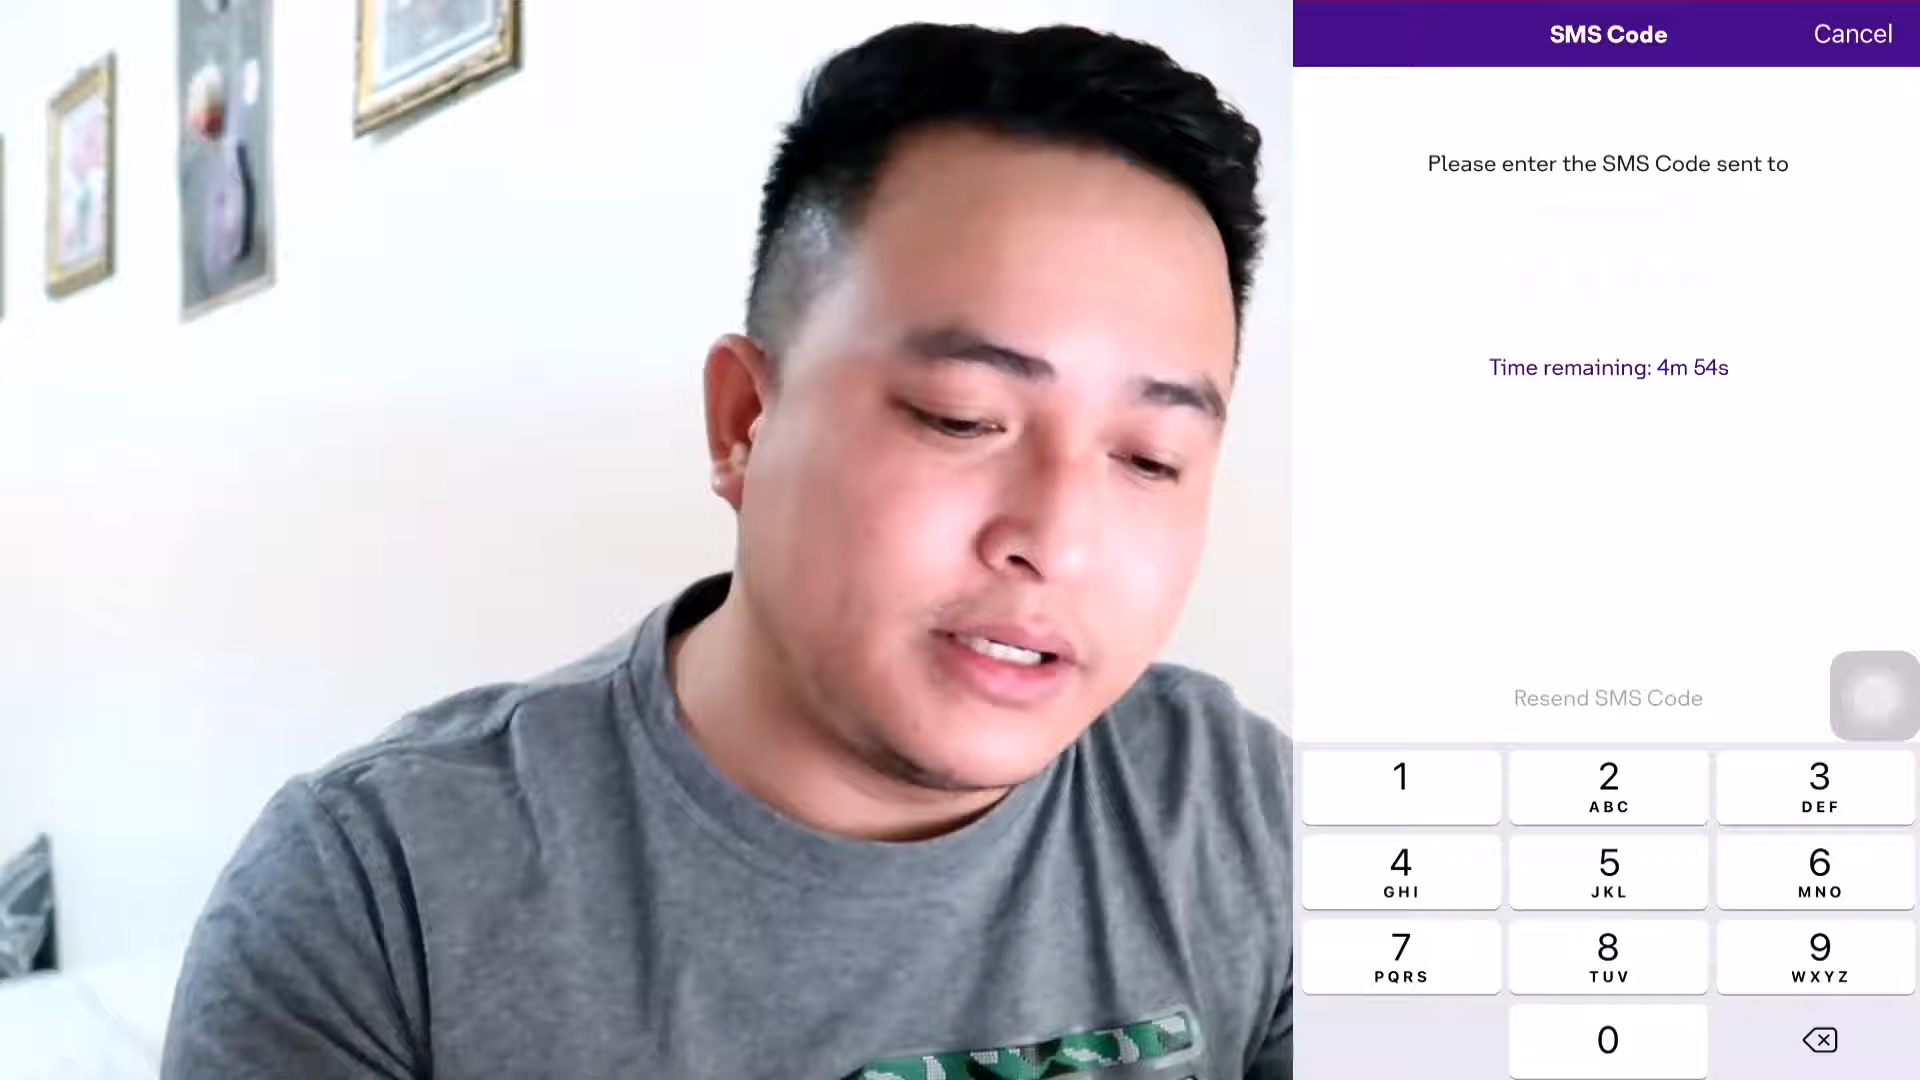 SMS Code
Cancel
Please enter the SMS Code sent to
Time remaining: 4m 54s
Resend SMS Code
1
2
ABC
3
DEF
4
GHI
5
JKL
6
MNO
7
PQRS
8
TUV
9
WXYZ
0